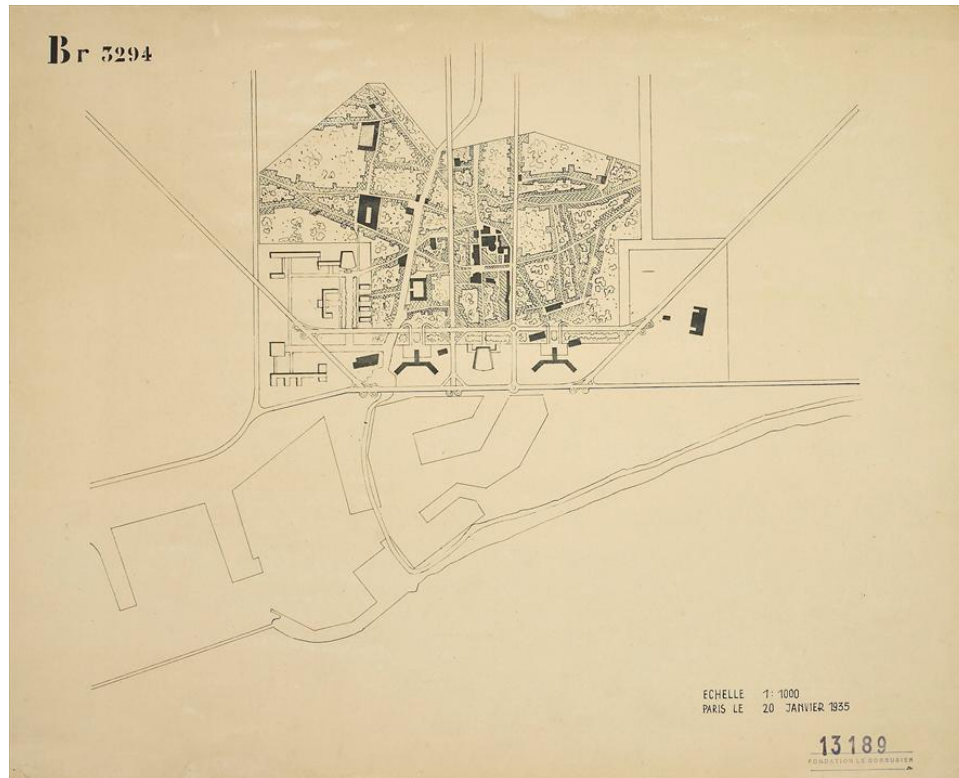 Br 3294
ECHELLE 1:1000
PARIS LE 20 JANVIER 1935
13189
FONDATION LE CORBUSIER